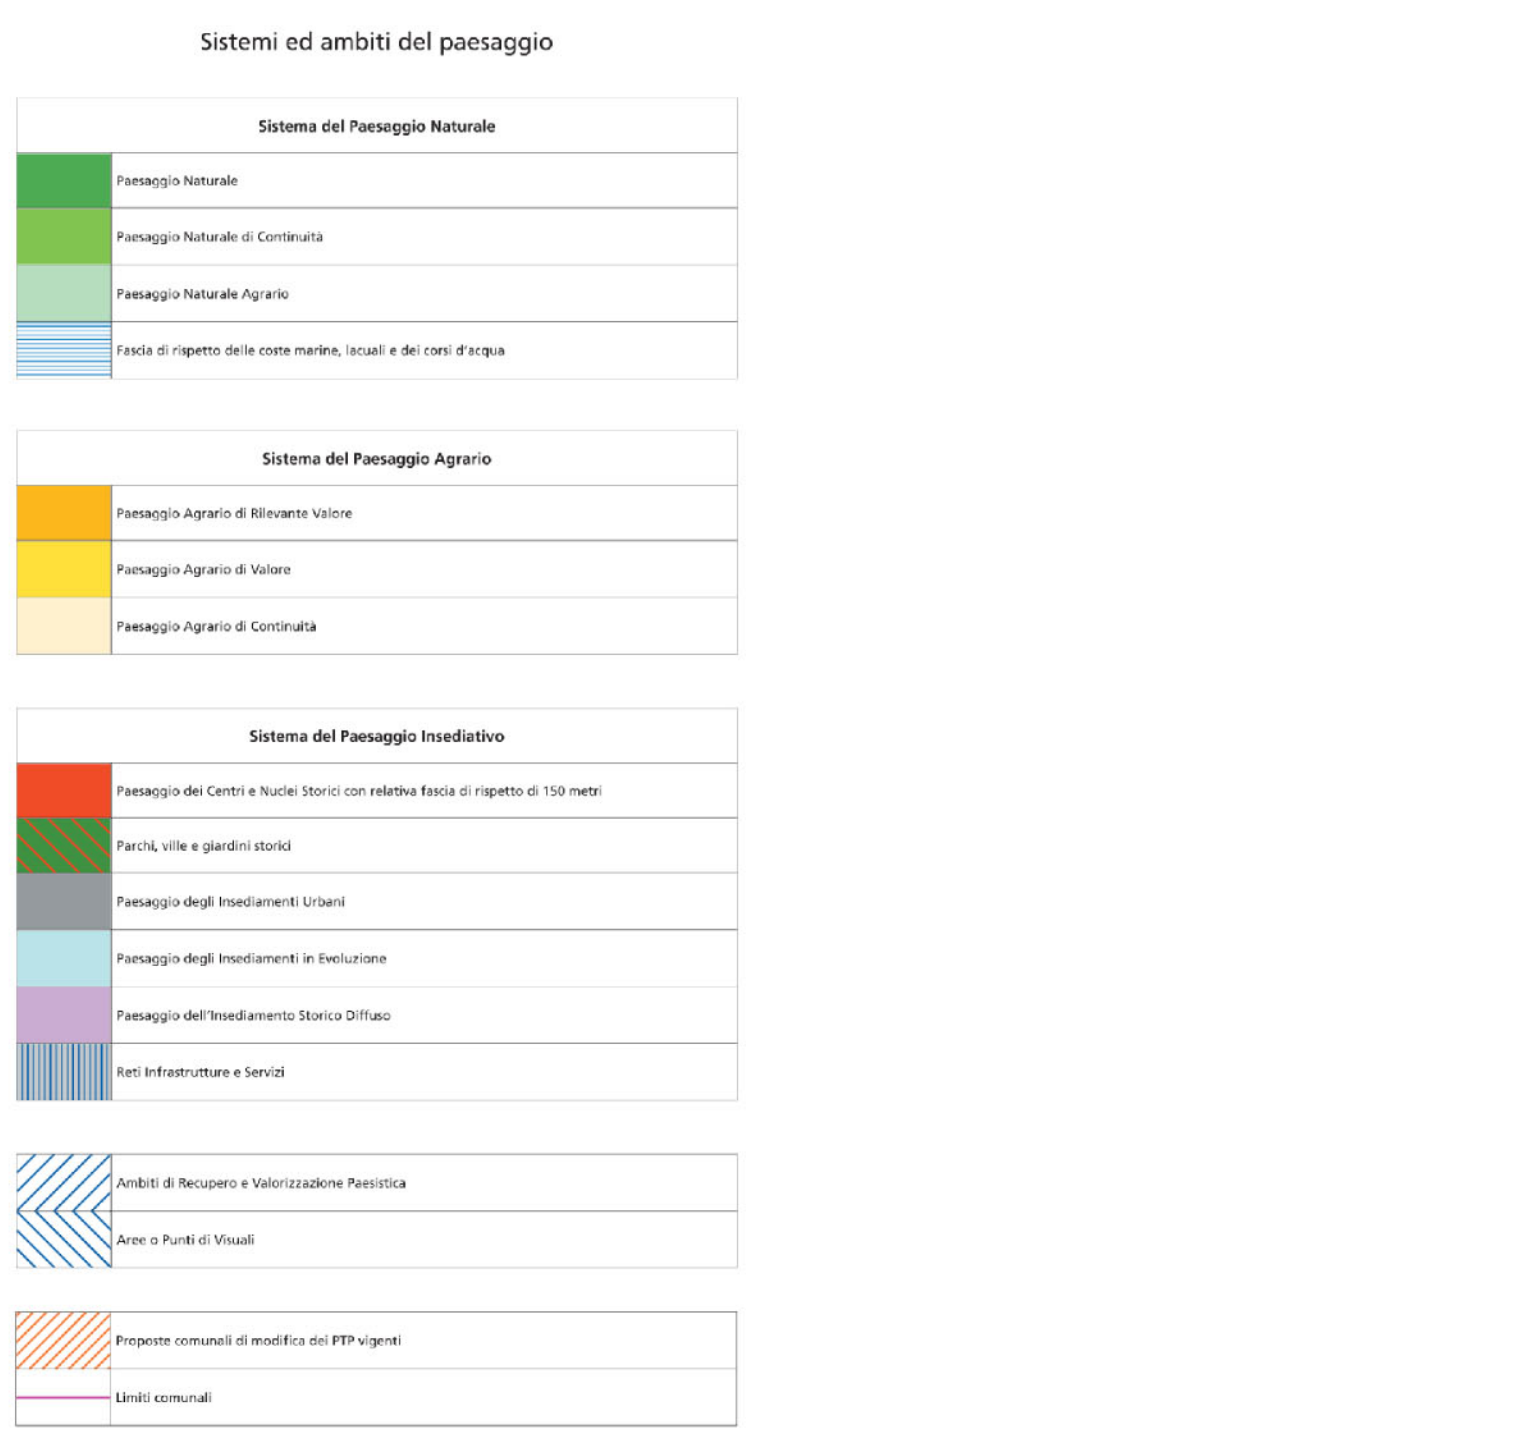 Sistemi ed ambiti del paesaggio
Sistema del Paesaggio Naturale
Paesaggio Naturale
Paesaggio Naturale di Continuità
Paesaggio Naturale Agrario
Fascia di rispetto delle coste marine, lacuali e dei corsi d'acqua
Sistema del Paesaggio Agrario
Paesaggio Agrario di Rilevante Valore
Paesaggio Agrario di Valore
Paesaggio Agrario di Continuità
Sistema del Paesaggio Insediativo
Paesaggio dei Centri e Nuclei Storici con relativa fascia di rispetto di 150 metri
Parchi, ville e giardini storici
Paesaggio degli Insediamenti Urbani
Paesaggio degli Insediamenti in Evoluzione
Paesaggio dell'Insediamento Storico Diffuso
Reti Infrastrutture e Servizi
Ambiti di Recupero e Valorizzazione Paesistica
Aree o Punti di Visuali
Proposte comunali di modifica dei PTP vigenti
Limiti comunali